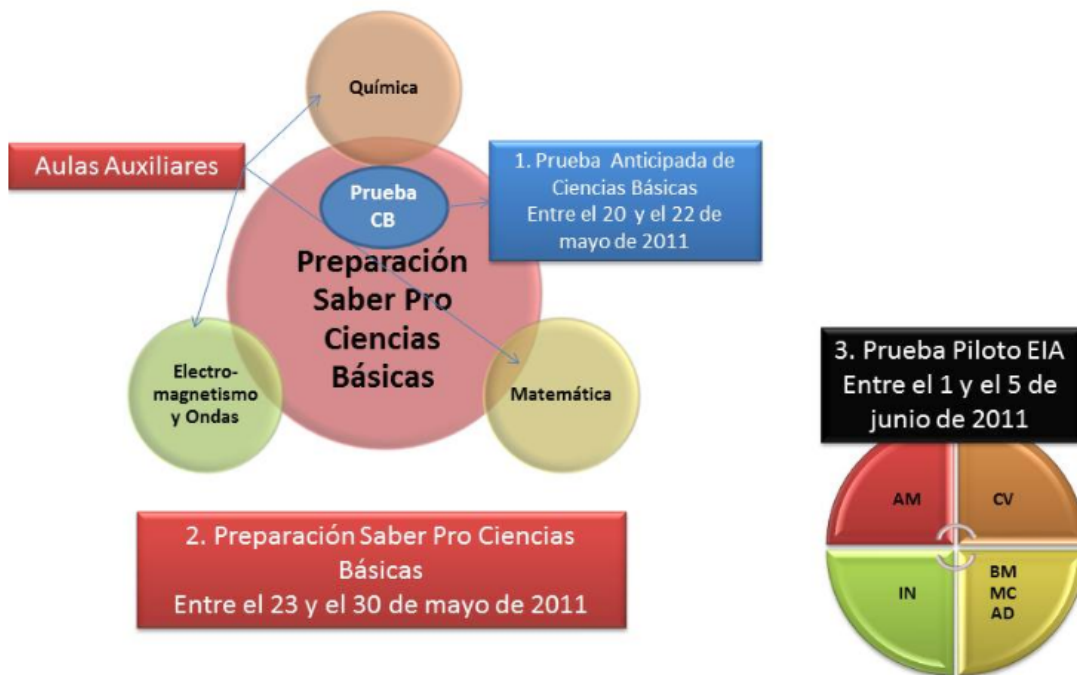 Química
Aulas Auxiliares
Prueba
CB
1. Prueba Anticipada de
Ciencias Básicas
Entre el 20 y el 22 de
mayo de 2011
Preparación
Saber Pro
Ciencias
Básicas
Electro-
magnetismo
y Ondas
Matemática
2. Preparación Saber Pro Ciencias
Básicas
Entre el 23 y el 30 de mayo de 2011
3. Prueba Piloto EIA
Entre el 1 y el 5 de
junio de 2011
AM
CV
IN
BM
MC
AD